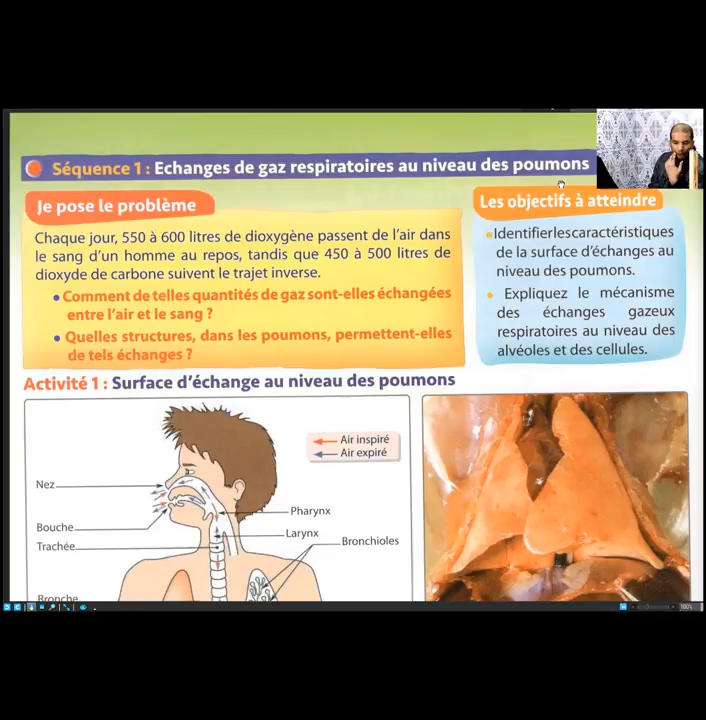 Séquence 1 : Echanges de gaz respiratoires au niveau des poumons
Je pose le problème
Chaque jour, 550 à 600 litres de dioxygène passent de l'air dans
le sang d'un homme au repos, tandis que 450 à 500 litres de
dioxyde de carbone suivent le trajet inverse.
• Comment de telles quantités de gaz sont-elles échangées
entre l'air et le sang ?
• Quelles structures, dans les poumons, permettent-elles
de tels échanges ?
Les objectifs à atteindre
•Identifierlescaractéristiques
de la surface d'échanges au
niveau des poumons.
• Expliquez le mécanisme
des échanges gazeux
respiratoires au niveau des
alvéoles et des cellules.
Activité 1 : Surface d'échange au niveau des poumons
Air inspiré
Air expiré
Nez
Bouche
Trachée
Bronche
Pharynx
Larynx
Bronchioles
100%